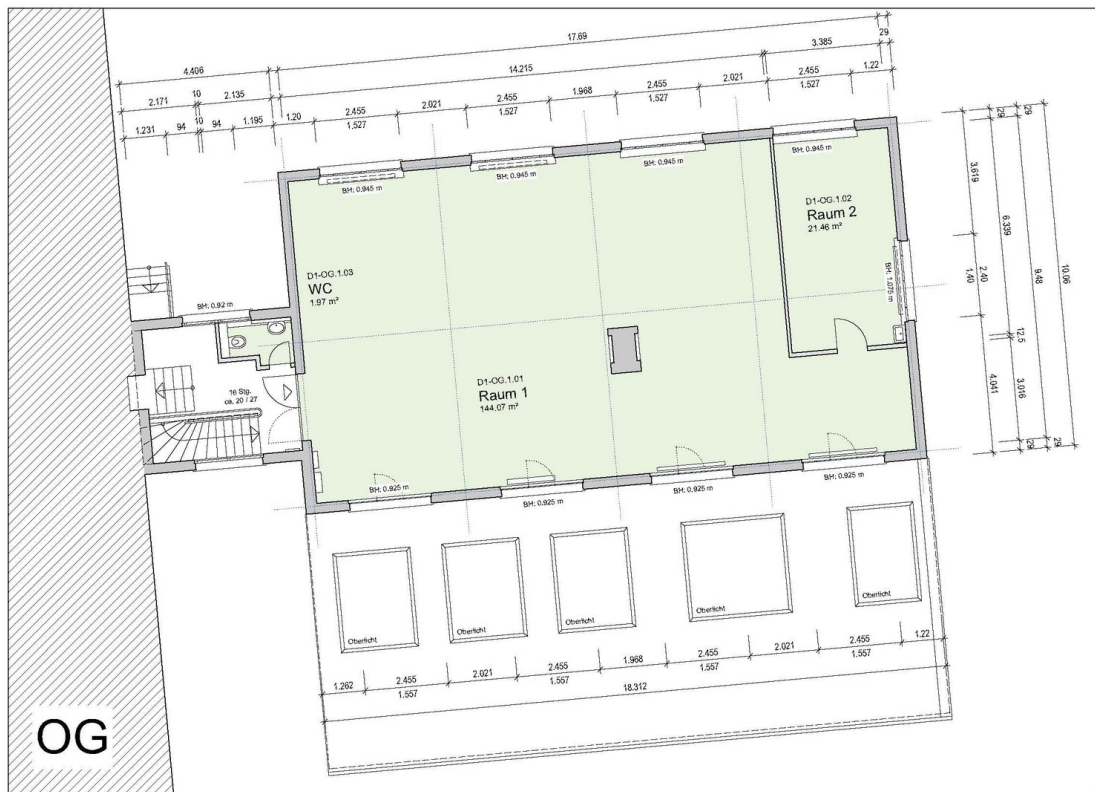 17.69
29
4.406
14.215
3.385
2.171
10
2.135
2.455
2.021
2.455
1.968
2.455
2.021
2.455
1.22
1.231
94
10
94
1.195
1.20
1.527
1.527
1.527
1.527
BH: 0.945 m
BH: 0.945 m
BH: 0.945 m
BH: 0.945 m
29
29
3.619
6.339
10.06
9.48
2.40
1.40
12.5
4.041
3.016
29
29
D1-OG.1.02
Raum 2
21.46 m²
BH: 1.075 m
D1-OG.1.03
WC
1.97 m²
BH: 0.92 m
D1-OG.1.01
Raum 1
144.07 m²
16 Stg.
ca. 20 / 27
BH: 0.925 m
BH: 0.925 m
BH: 0.925 m
BH: 0.925 m
Oberlicht
Oberlicht
Oberlicht
Oberlicht
Oberlicht
1.262
2.455
2.021
2.455
1.968
2.455
2.021
2.455
1.22
1.557
1.557
1.557
1.557
18.312
OG